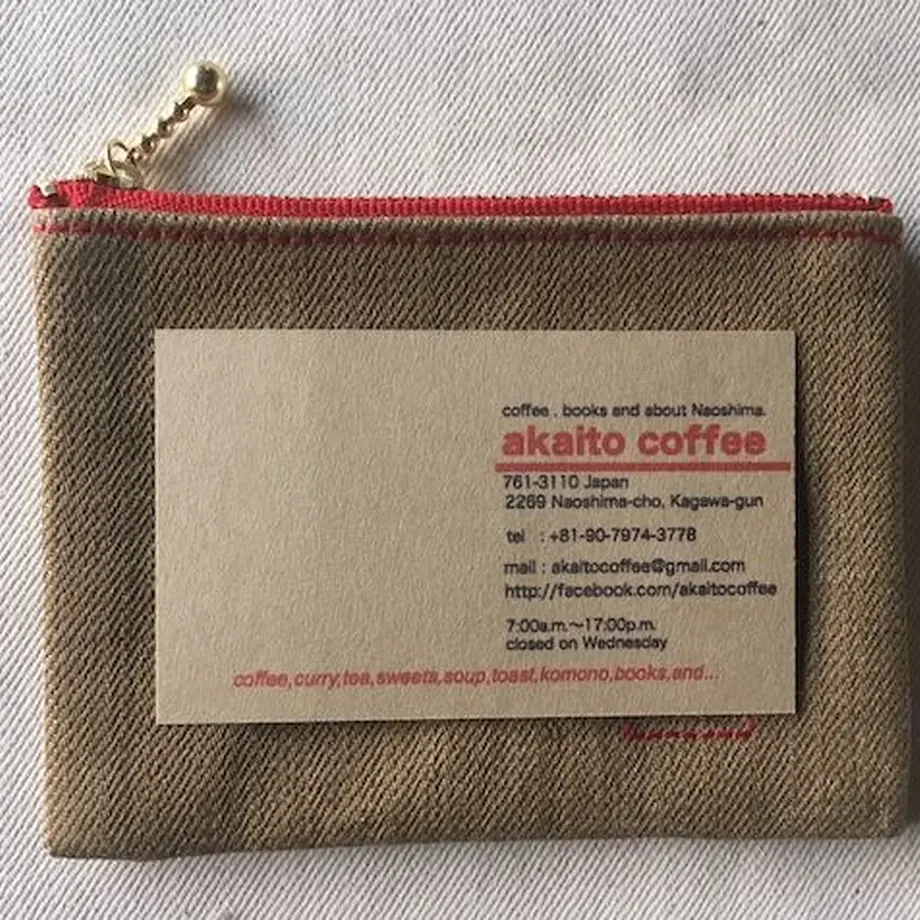 coffee . books and about Naoshima.
akaito coffee
761-3110 Japan
2269 Naoshima-cho, Kagawa-gun
tel : +81-90-7974-3778
mail : akaitocoffee@gmail.com
http://facebook.com/akaitocoffee
7:00a.m.～17:00p.m.
closed on Wednesday
coffee,curry,tea,sweets,soup,toast,komono,books,and...